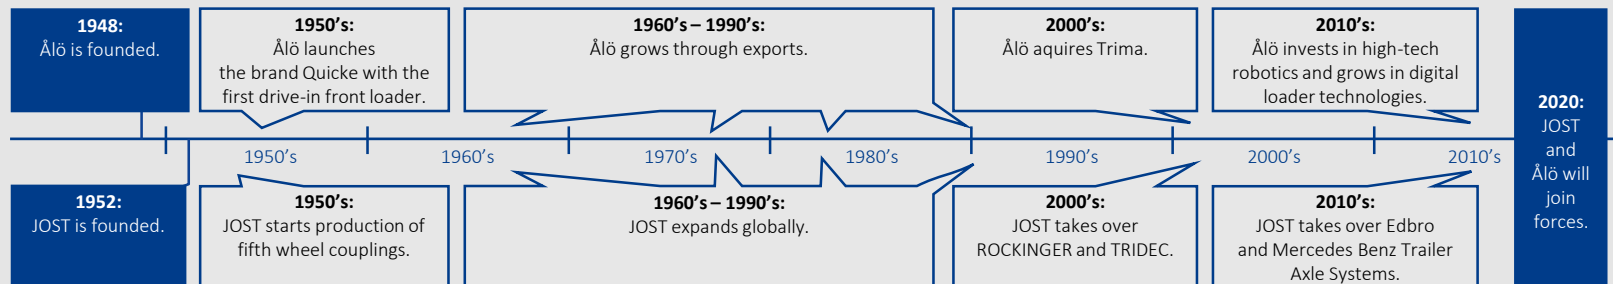 1948:
Ålö is founded.
1950’s:
Ålö launches
the brand Quicke with the
first drive-in front loader.
1960’s – 1990’s:
Ålö grows through exports.
2000’s:
Ålö aquires Trima.
2010’s:
Ålö invests in high-tech
robotics and grows in digital
loader technologies.
2020:
JOST
and
Ålö will
join
forces.
1950’s
1960’s
1970’s
1980’s
1990’s
2000’s
2010’s
1952:
JOST is founded.
1950’s:
JOST starts production of
fifth wheel couplings.
1960’s – 1990’s:
JOST expands globally.
2000’s:
JOST takes over
ROCKINGER and TRIDEC.
2010’s:
JOST takes over Edbro
and Mercedes Benz Trailer
Axle Systems.